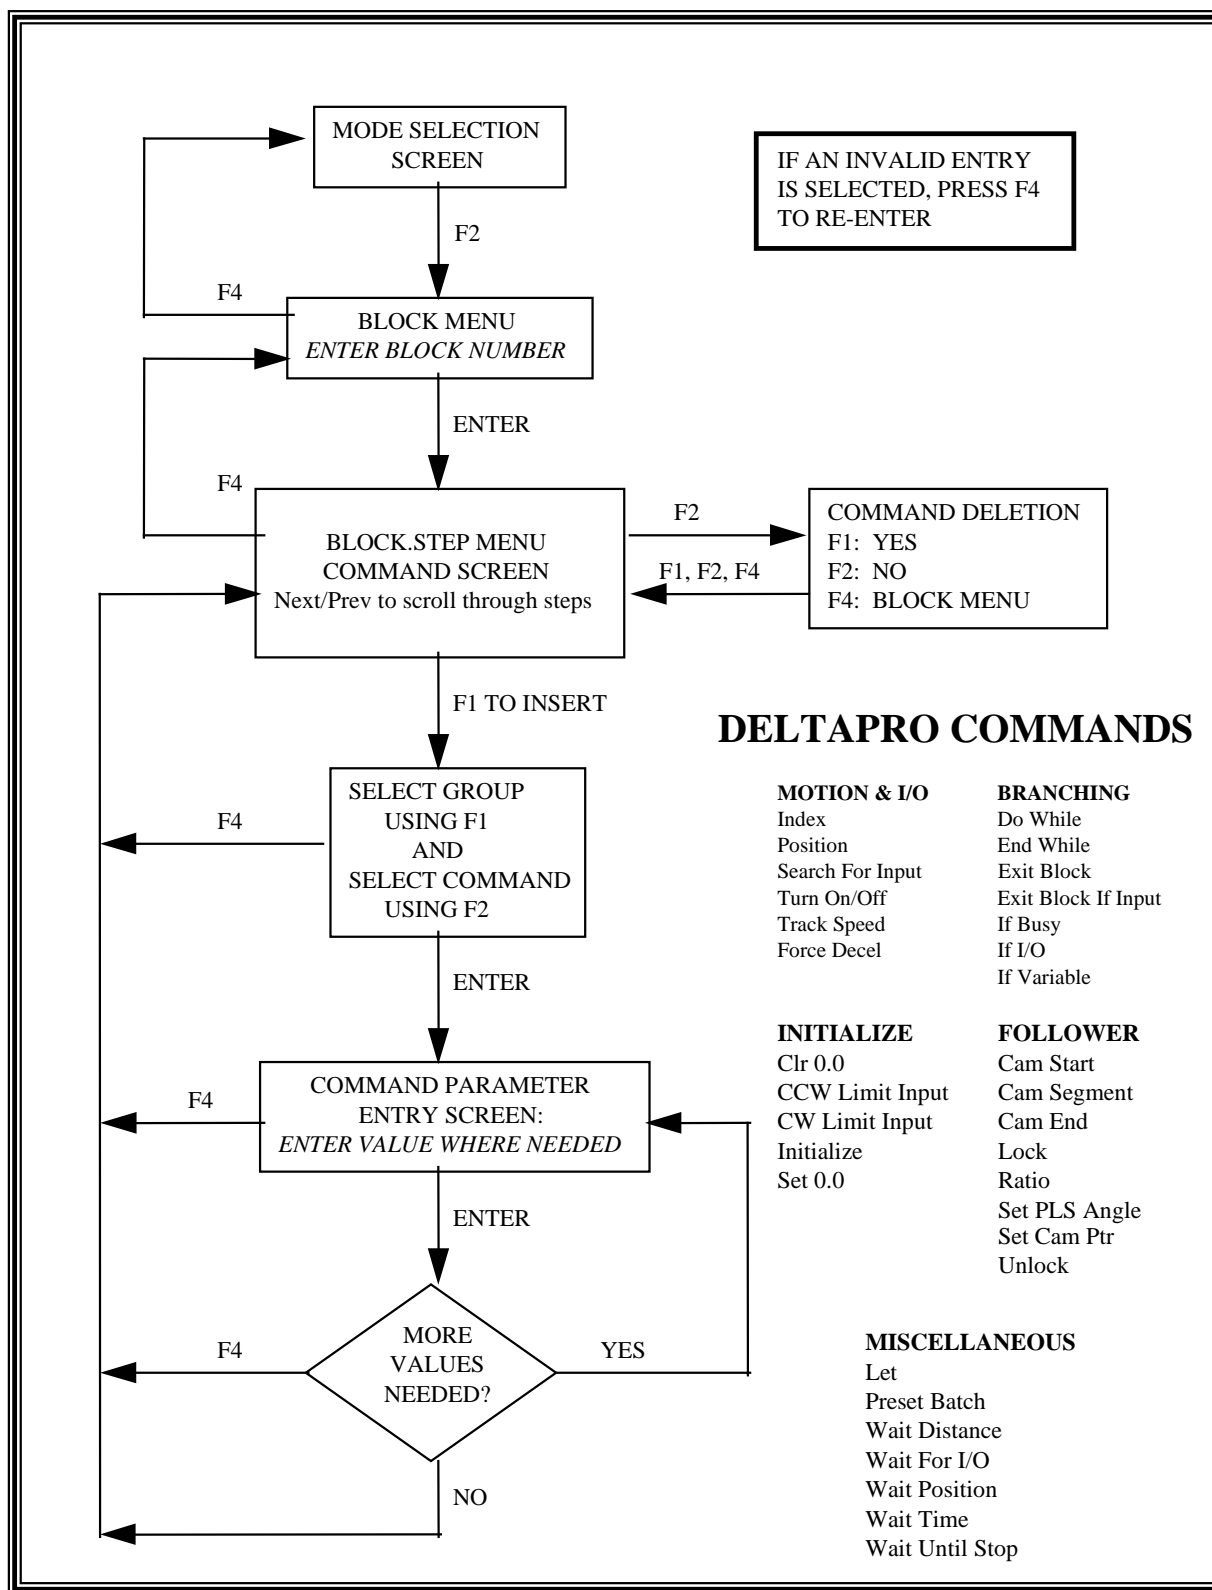 MODE SELECTION
SCREEN
IF AN INVALID ENTRY
IS SELECTED, PRESS F4
TO RE-ENTER
F2
F4
BLOCK MENU
ENTER BLOCK NUMBER
ENTER
F4
BLOCK.STEP MENU
COMMAND SCREEN
Next/Prev to scroll through steps
F2
F1, F2, F4
COMMAND DELETION
F1: YES
F2: NO
F4: BLOCK MENU
F1 TO INSERT
SELECT GROUP
USING F1
AND
SELECT COMMAND
USING F2
F4
ENTER
COMMAND PARAMETER
ENTRY SCREEN:
ENTER VALUE WHERE NEEDED
F4
ENTER
MORE
VALUES
NEEDED?
F4
YES
NO
DELTAPRO COMMANDS
MOTION & I/O
Index
Position
Search For Input
Turn On/Off
Track Speed
Force Decel
BRANCHING
Do While
End While
Exit Block
Exit Block If Input
If Busy
If I/O
If Variable
INITIALIZE
Clr 0.0
CCW Limit Input
CW Limit Input
Initialize
Set 0.0
FOLLOWER
Cam Start
Cam Segment
Cam End
Lock
Ratio
Set PLS Angle
Set Cam Ptr
Unlock
MISCELLANEOUS
Let
Preset Batch
Wait Distance
Wait For I/O
Wait Position
Wait Time
Wait Until Stop